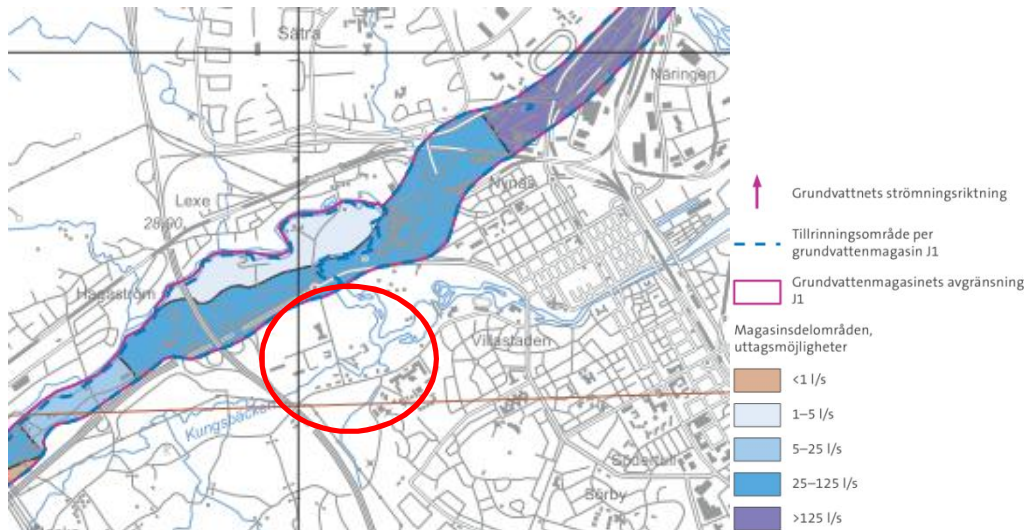 Sätra
Näringen
Nynäs
Lexe
Hagaström
Villastaden
Kungsbäcken
Sörby
Grundvattnets strömningsriktning
Tillrinningsområde per
grundvattenmagasin J1
Grundvattenmagasinets avgränsning
J1
Magasinsdelområden,
uttagsmöjligheter
<1 l/s
1–5 l/s
5–25 l/s
25–125 l/s
>125 l/s